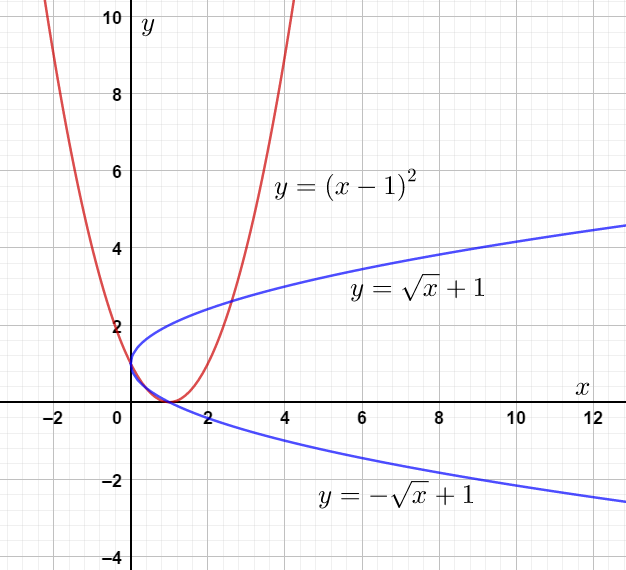 10 y
8
6
y = (x − 1)²
4
y = √x + 1
2
x
−2 0 2 4 6 8 10 12
−2
y = −√x + 1
−4